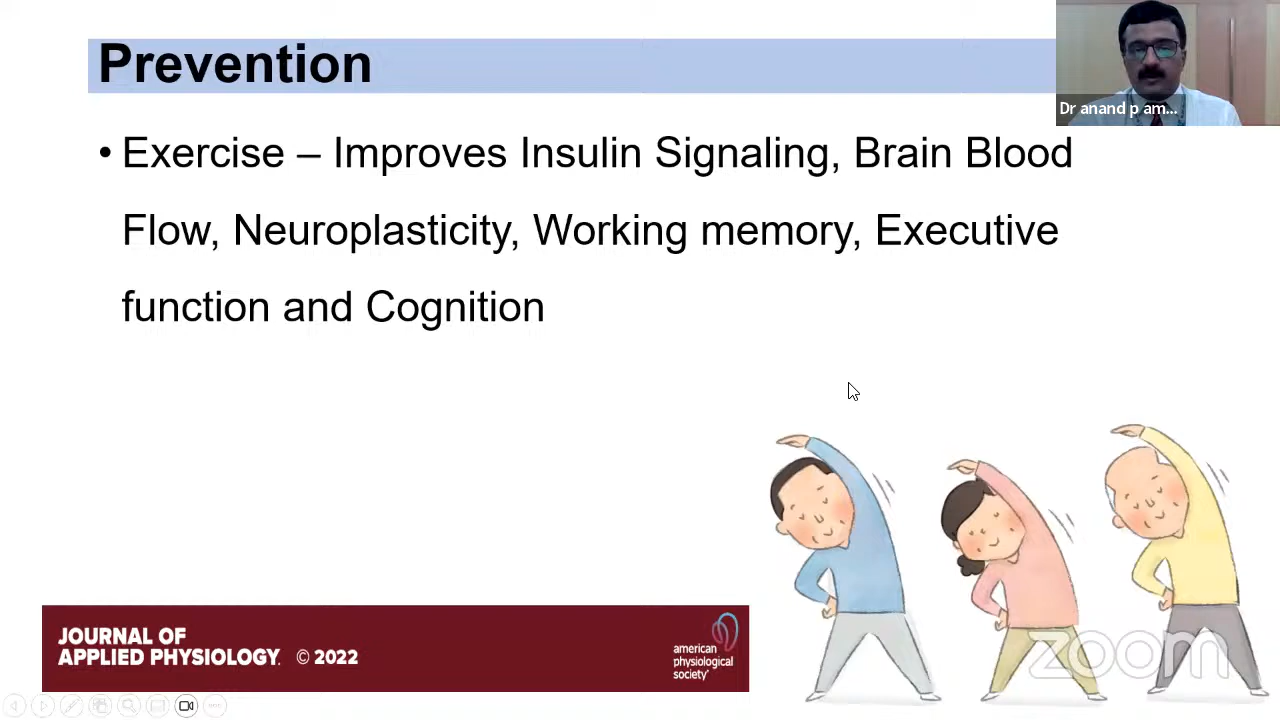 Prevention
Dr anand p am...
• Exercise – Improves Insulin Signaling, Brain Blood
Flow, Neuroplasticity, Working memory, Executive
function and Cognition
JOURNAL OF
APPLIED PHYSIOLOGY. © 2022
american
physiological
society
zoom